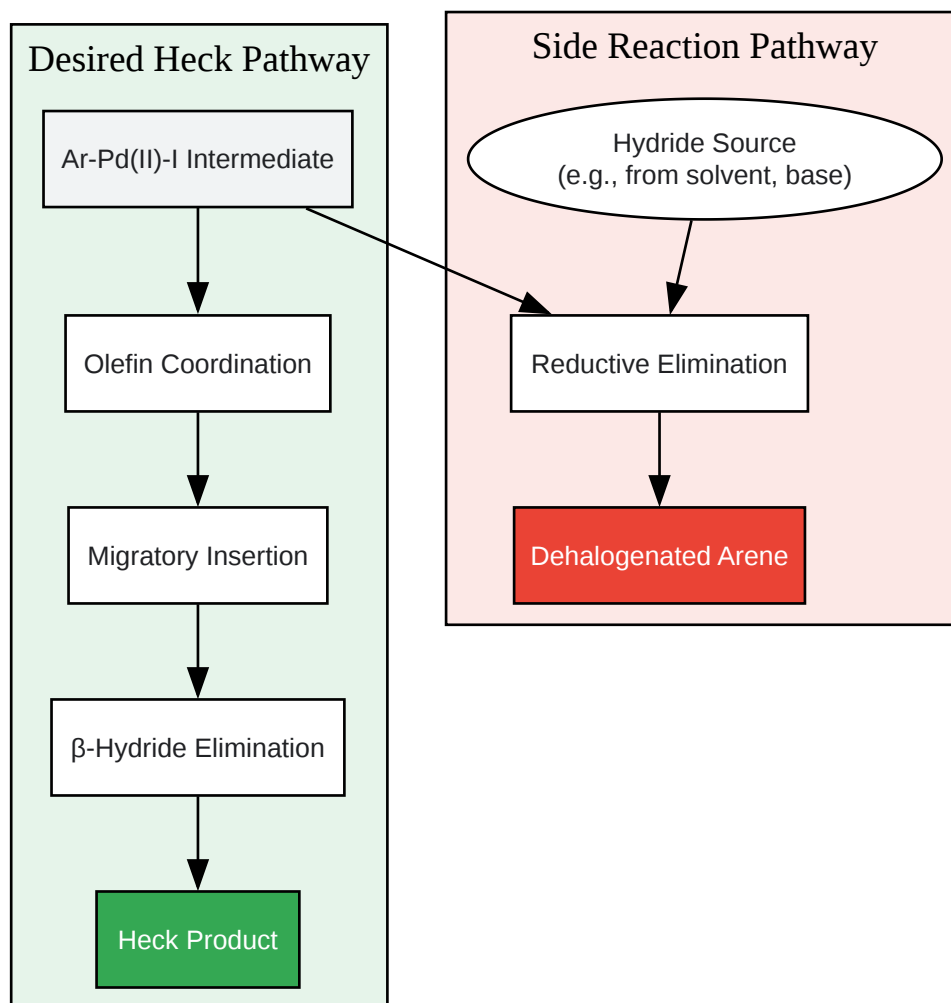 Desired Heck Pathway
Ar-Pd(II)-I Intermediate
Olefin Coordination
Migratory Insertion
β-Hydride Elimination
Heck Product
Side Reaction Pathway
Hydride Source
(e.g., from solvent, base)
Reductive Elimination
Dehalogenated Arene